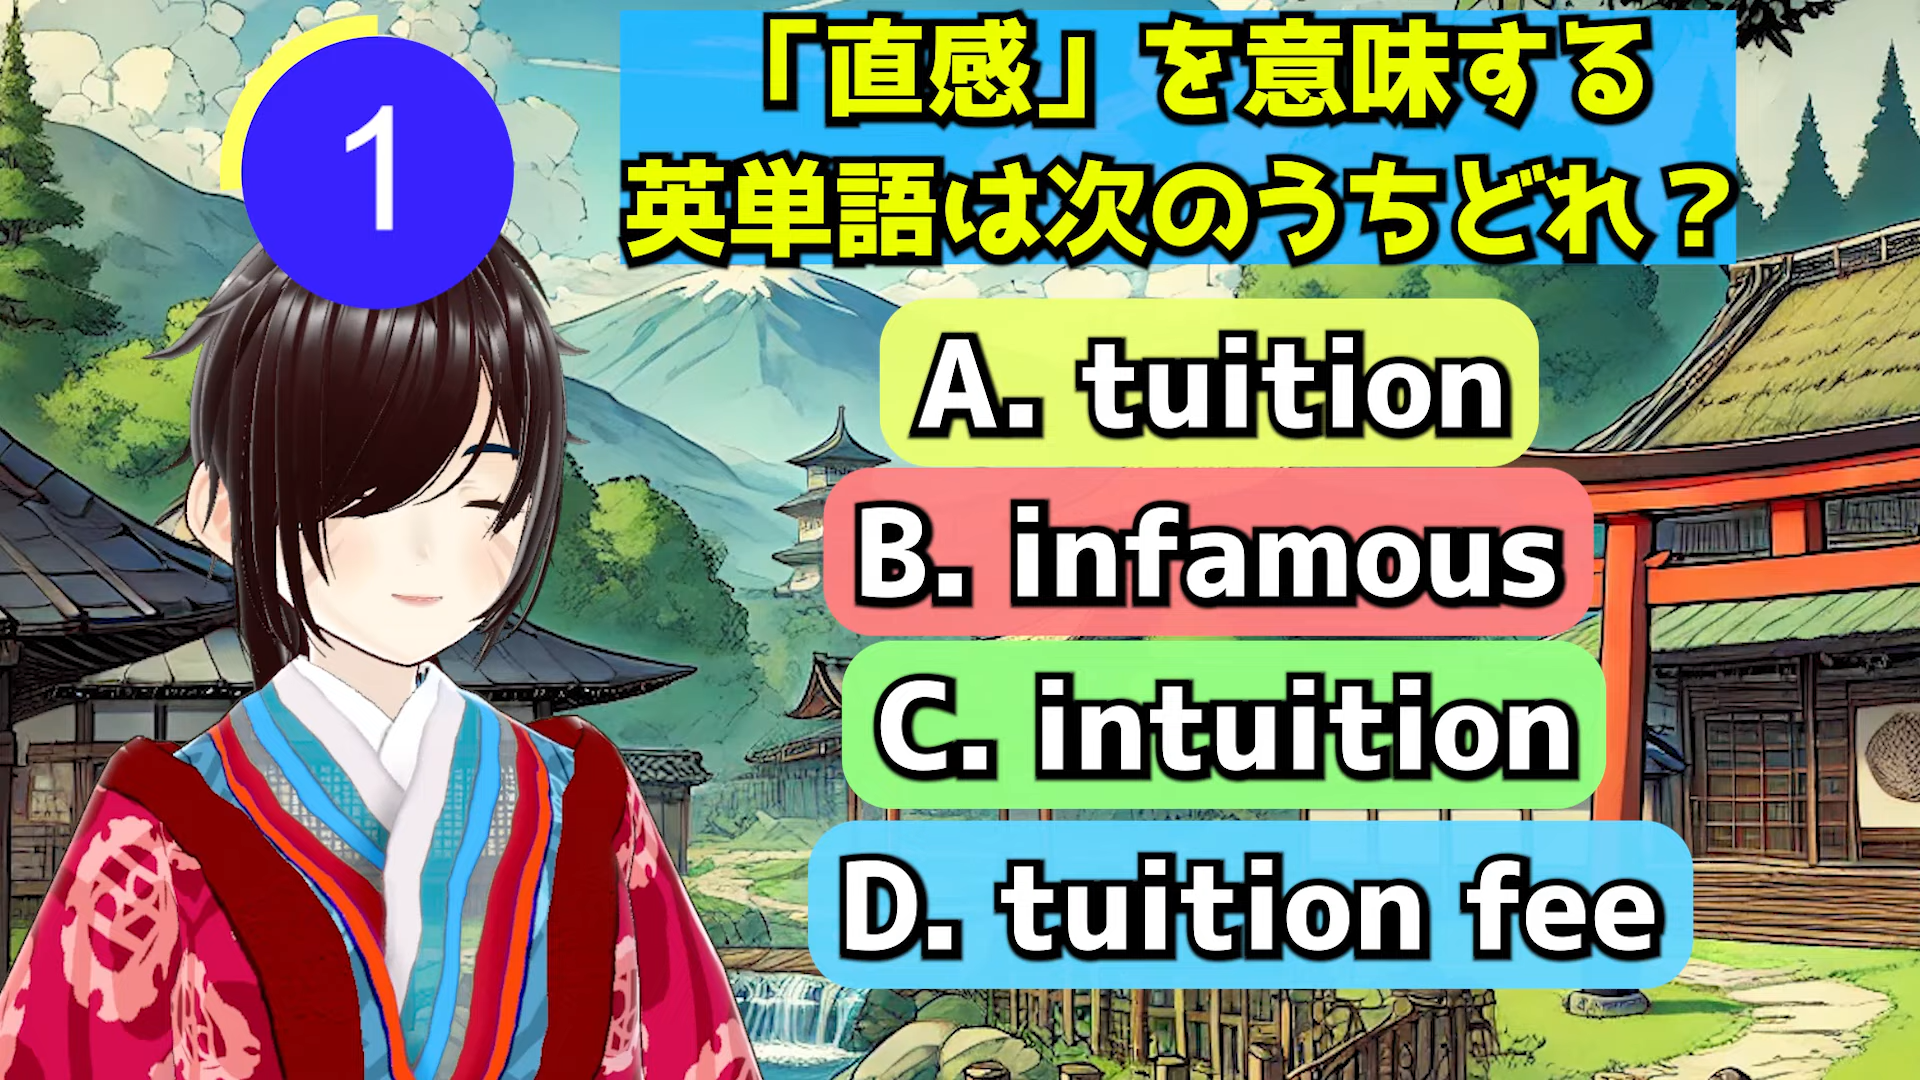 1
「直感」を意味する
英単語は次のうちどれ？
A. tuition
B. infamous
C. intuition
D. tuition fee